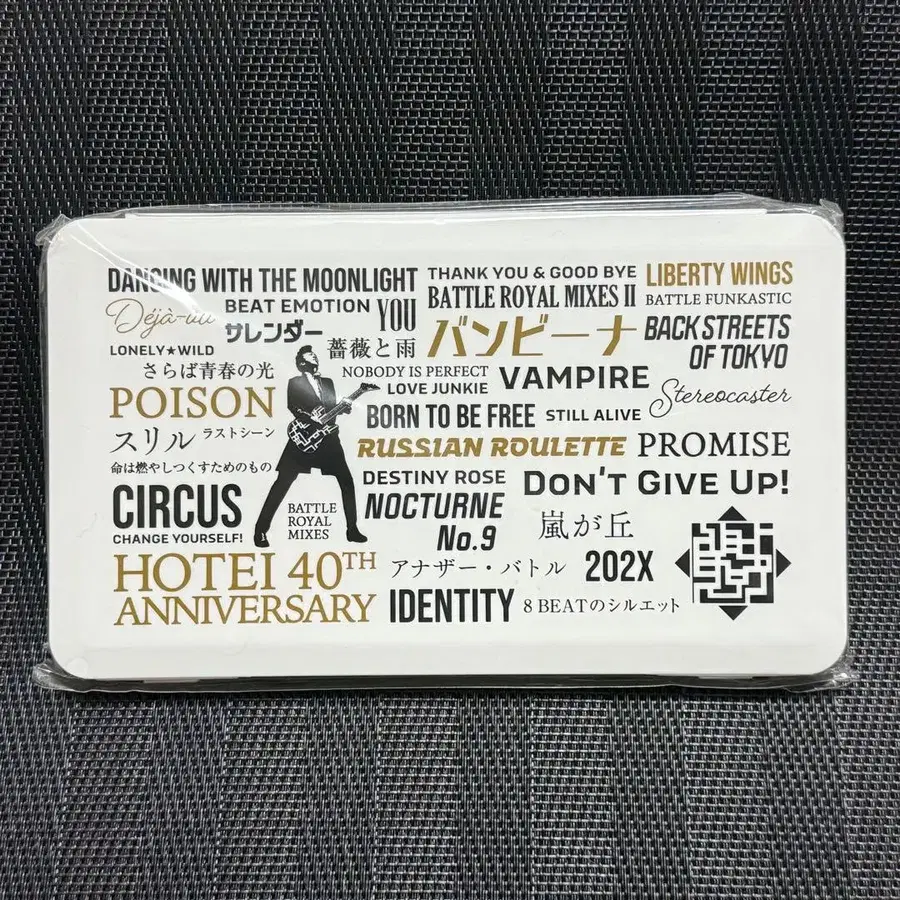 DANCING WITH THE MOONLIGHT
THANK YOU & GOOD BYE
LIBERTY WINGS
Déjà-vu
BEAT EMOTION
YOU
BATTLE ROYAL MIXES II
BATTLE FUNKASTIC
サレンダー
薔薇と雨
バンビーナ
BACK STREETS
OF TOKYO
LONELY★WILD
さらば青春の光
NOBODY IS PERFECT
LOVE JUNKIE
VAMPIRE
Stereocaster
POISON
BORN TO BE FREE
STILL ALIVE
スリル
ラストシーン
RUSSIAN ROULETTE
PROMISE
命は燃やしつくすためのもの
DESTINY ROSE
DON'T GIVE UP!
CIRCUS
CHANGE YOURSELF!
BATTLE
ROYAL
MIXES
NOCTURNE
No.9
嵐が丘
HOTEI 40TH
ANNIVERSARY
アナザー・バトル
202X
IDENTITY
8 BEATのシルエット